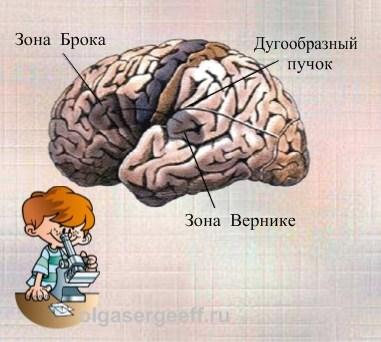 Зона Брока
Дугообразный
пучок
Зона Вернике
olgasergeeff.ru